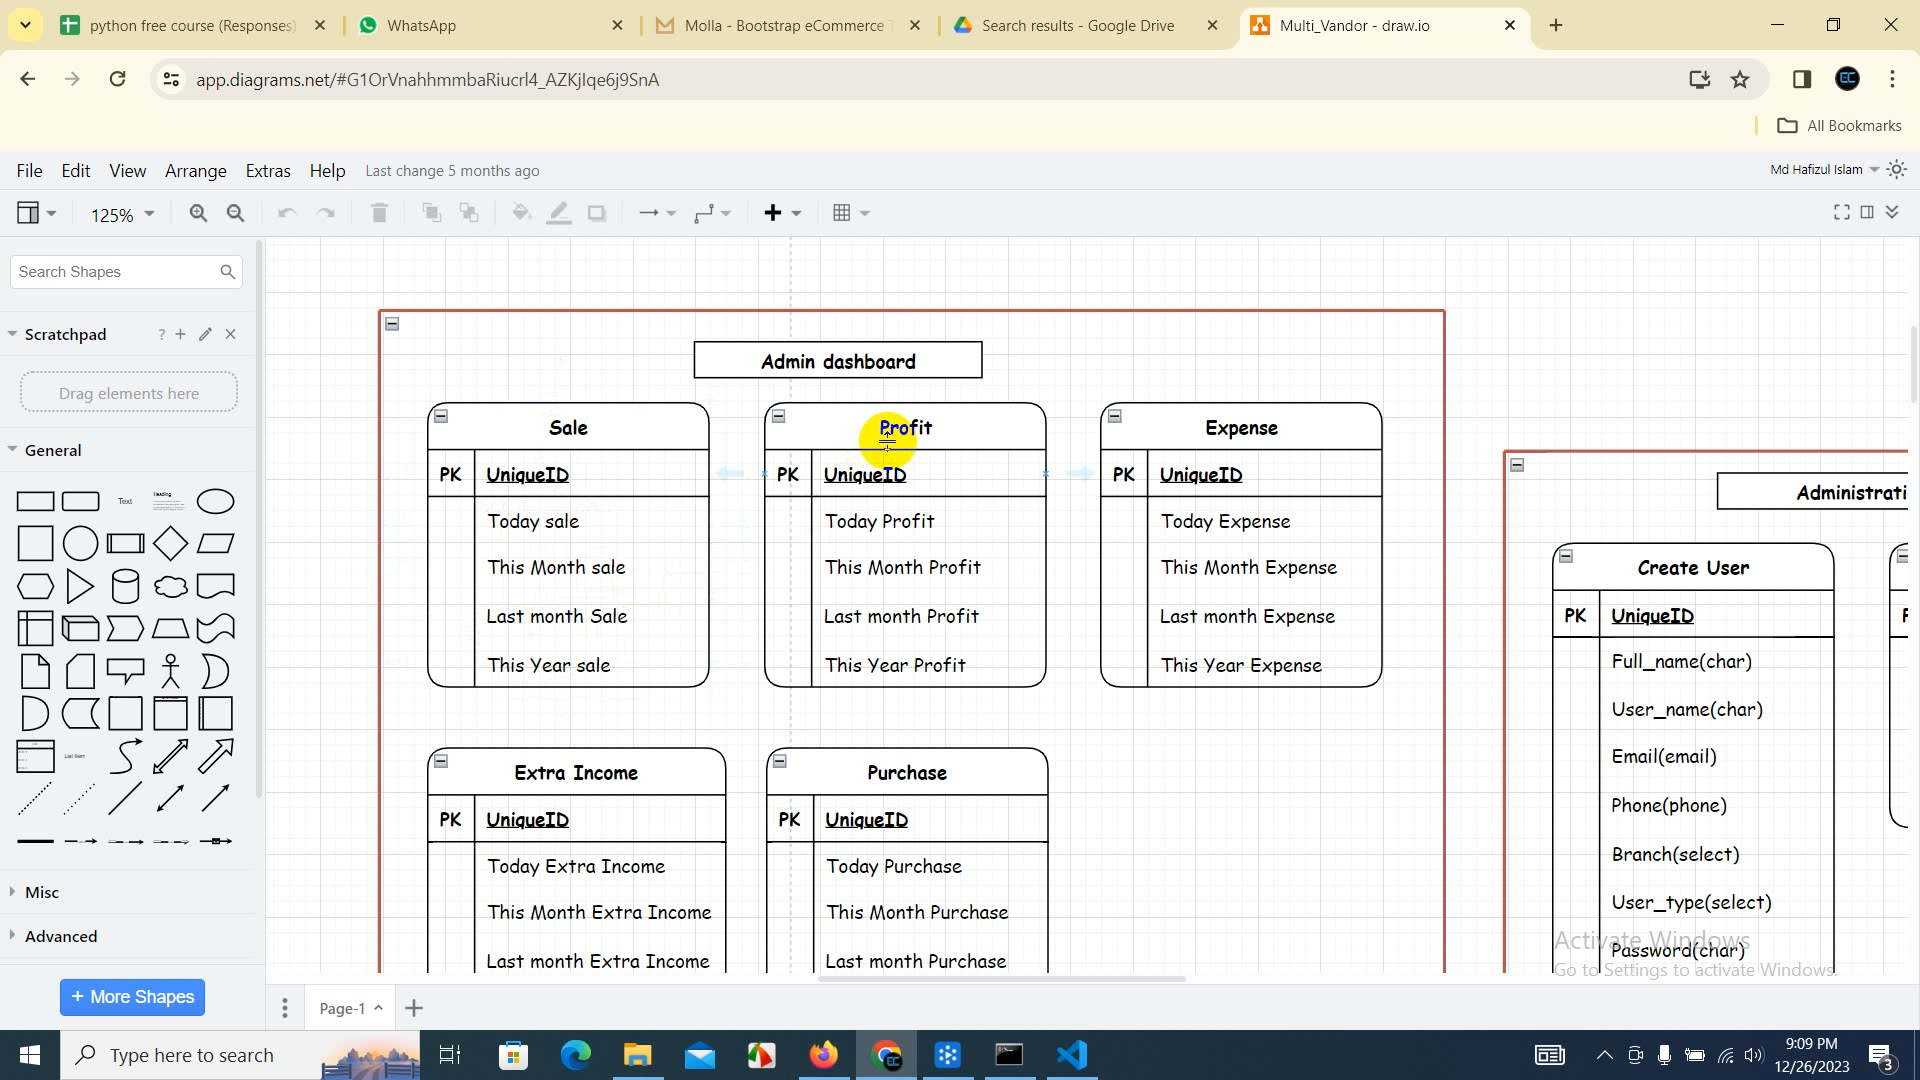 python free course (Responses)
WhatsApp
Molla - Bootstrap eCommerce T
Search results - Google Drive
Multi_Vandor - draw.io
app.diagrams.net/#G1OrVnahhmmbaRiucrl4_AZKjIqe6j9SnA
EC
All Bookmarks
File Edit View Arrange Extras Help Last change 5 months ago
Md Hafizul Islam
125%
Search Shapes
Scratchpad
?
Drag elements here
General
Text
Heading
Misc
Advanced
+ More Shapes
Admin dashboard
Sale
PK UniqueID
Today sale
This Month sale
Last month Sale
This Year sale
Profit
PK UniqueID
Today Profit
This Month Profit
Last month Profit
This Year Profit
Expense
PK UniqueID
Today Expense
This Month Expense
Last month Expense
This Year Expense
Extra Income
PK UniqueID
Today Extra Income
This Month Extra Income
Last month Extra Income
Purchase
PK UniqueID
Today Purchase
This Month Purchase
Last month Purchase
Administrati
Create User
PK UniqueID
Full_name(char)
User_name(char)
Email(email)
Phone(phone)
Branch(select)
User_type(select)
Password(char)
Activate Windows
Go to Settings to activate Windows.
Page-1
Type here to search
9:09 PM
12/26/2023
3